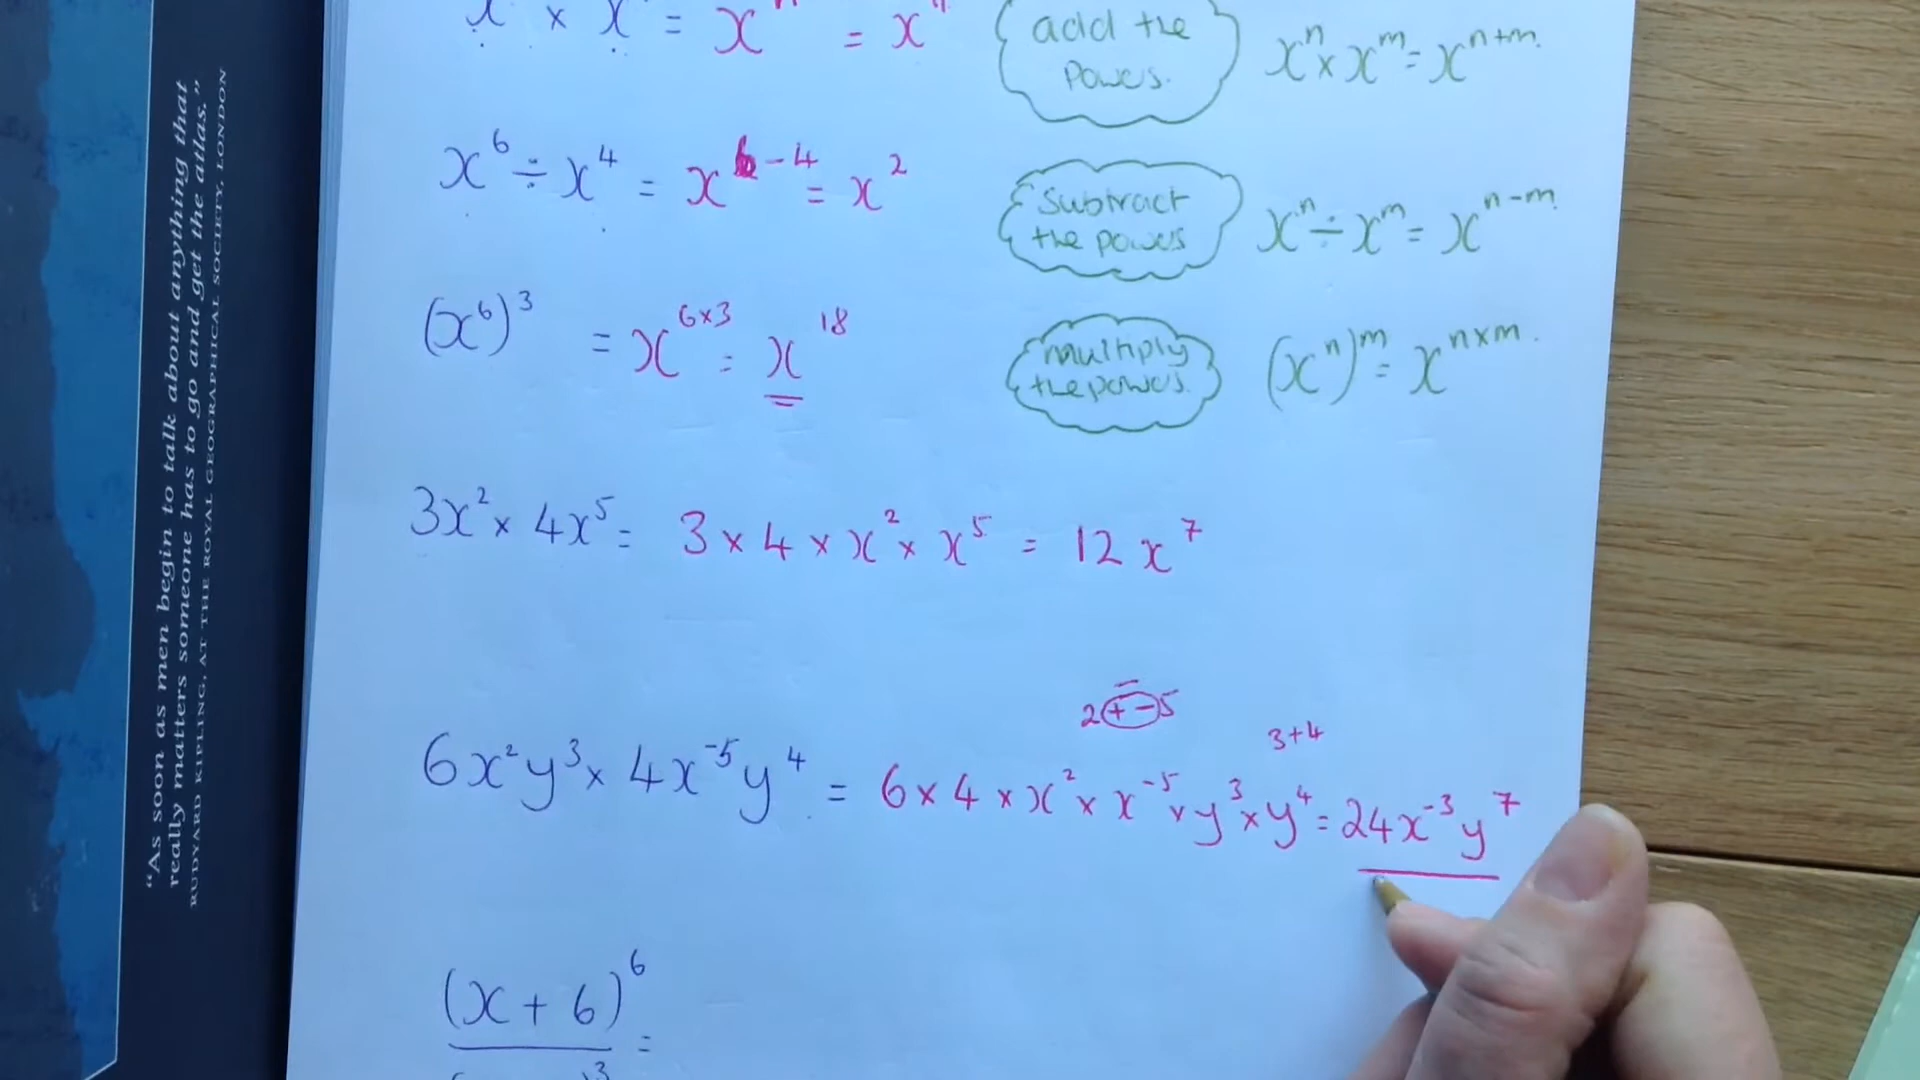 "As soon as men begin to talk about anything that
really matters someone has to go and get the atlas."
RUDYARD KIPLING, AT THE ROYAL GEOGRAPHICAL SOCIETY, LONDON
x × x = x = x
add the
powers.
xⁿ × xᵐ = xⁿ⁺ᵐ.
x⁶ ÷ x⁴ = x⁶⁻⁴ = x²
Subtract
the powers
xⁿ ÷ xᵐ = xⁿ⁻ᵐ.
(x⁶)³ = x⁶ˣ³ = x¹⁸
multiply
the powers.
(xⁿ)ᵐ = xⁿˣᵐ.
3x² × 4x⁵ = 3 × 4 × x² × x⁵ = 12x⁷
2+-5
-
3+4
6x²y³ × 4x⁻⁵y⁴ = 6 × 4 × x² × x⁻⁵ × y³ × y⁴ = 24x⁻³y⁷
(x + 6)⁶ =
3